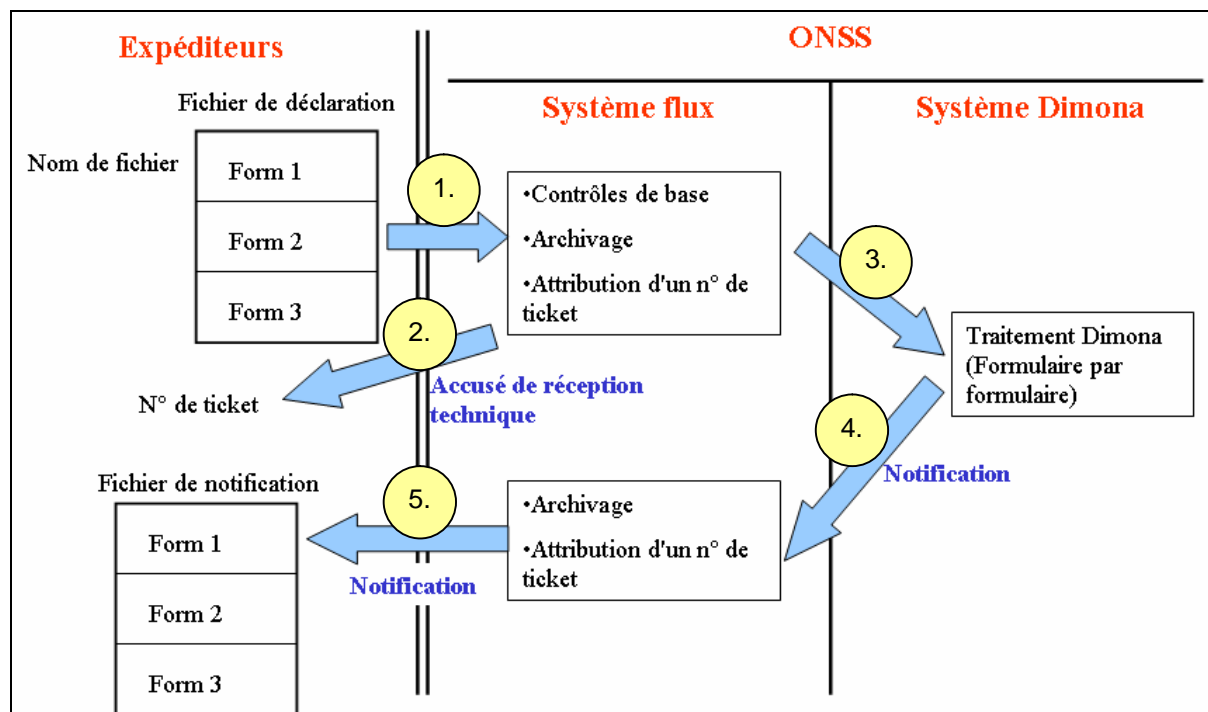 Expéditeurs
ONSS
Système flux
Système Dimona
Fichier de déclaration
Nom de fichier
Form 1
Form 2
Form 3
1.
•Contrôles de base
•Archivage
•Attribution d'un n° de
ticket
3.
2.
Accusé de réception
technique
N° de ticket
Traitement Dimona
(Formulaire par
formulaire)
4.
Notification
Fichier de notification
Form 1
Form 2
Form 3
5.
Notification
•Archivage
•Attribution d'un n° de
ticket